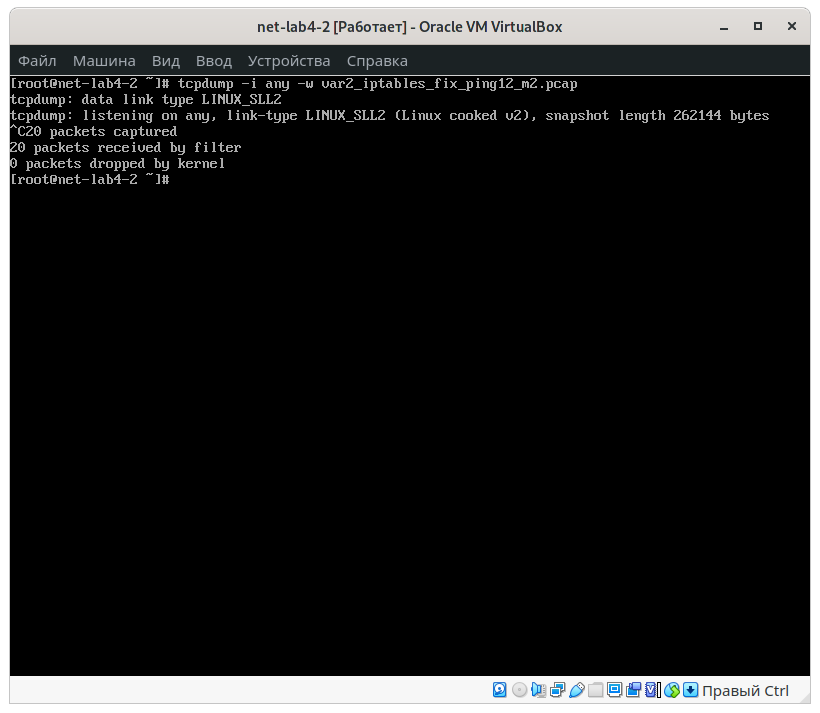 net-lab4-2 [Работает] - Oracle VM VirtualBox
Файл Машина Вид Ввод Устройства Справка
[root@net-lab4-2 ~]# tcpdump -i any -w var2_iptables_fix_ping12_m2.pcap
tcpdump: data link type LINUX_SLL2
tcpdump: listening on any, link-type LINUX_SLL2 (Linux cooked v2), snapshot length 262144 bytes
^C20 packets captured
20 packets received by filter
0 packets dropped by kernel
[root@net-lab4-2 ~]#
Правый Ctrl